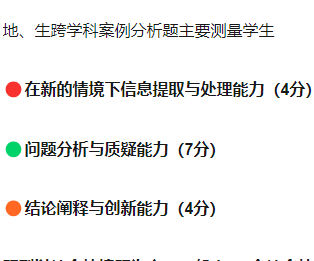 地、生跨学科案例分析题主要测量学生
在新的情境下信息提取与处理能力（4分）
问题分析与质疑能力（7分）
结论阐释与创新能力（4分）